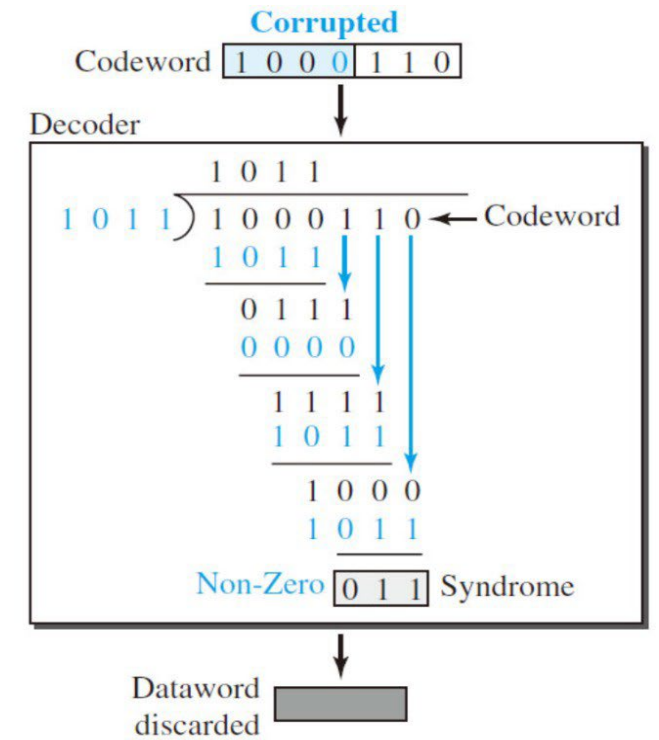 Corrupted
Codeword 1 0 0 0 1 1 0
Decoder
1 0 1 1
1 0 1 1 ) 1 0 0 0 1 1 0 Codeword
1 0 1 1
0 1 1 1
0 0 0 0
1 1 1 1
1 0 1 1
1 0 0 0
1 0 1 1
Non-Zero 0 1 1 Syndrome
Dataword
discarded